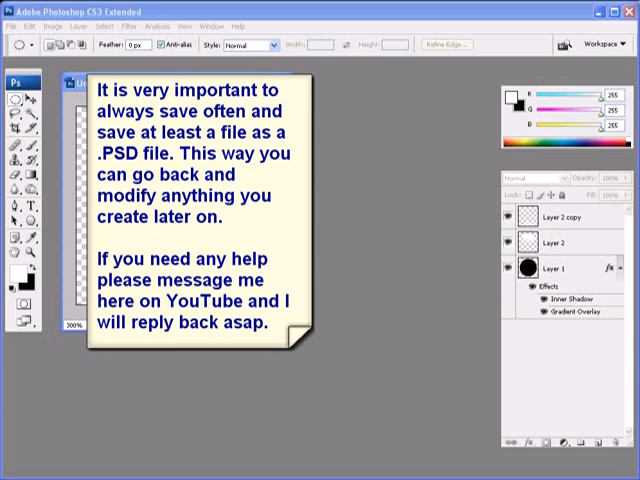 Adobe Photoshop CS3 Extended
File Edit Image Layer Select Filter Analysis View Window Help
Feather: 0 px Anti-alias Style: Normal Width: Height: Refine Edge... Workspace
Ps
It is very important to
always save often and
save at least a file as a
.PSD file. This way you
can go back and
modify anything you
create later on.
If you need any help
please message me
here on YouTube and I
will reply back asap.
300%
R 255
G 255
B 255
Normal Opacity: 100%
Lock: Fill: 100%
Layer 2 copy
Layer 2
Layer 1 fx
Effects
Inner Shadow
Gradient Overlay